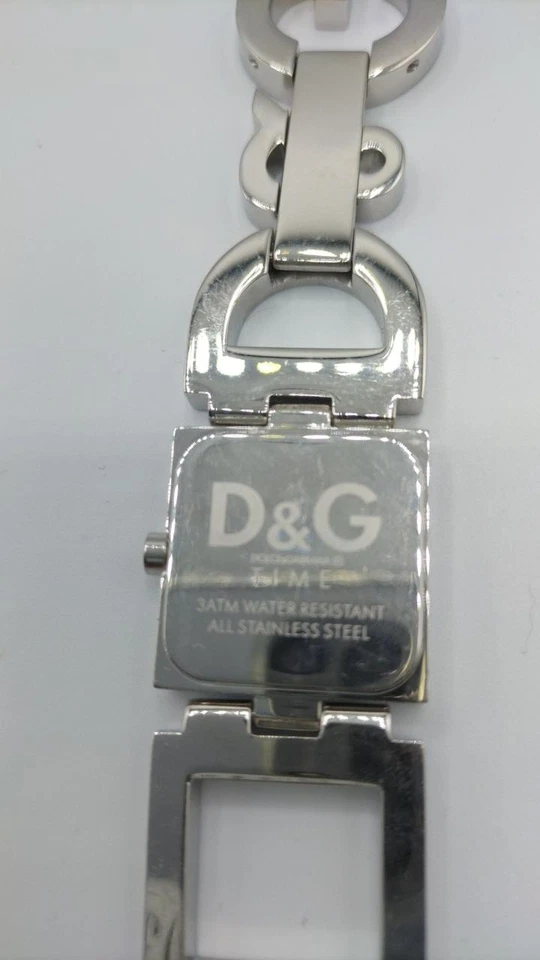 D&G
TIME
3ATM WATER RESISTANT
ALL STAINLESS STEEL